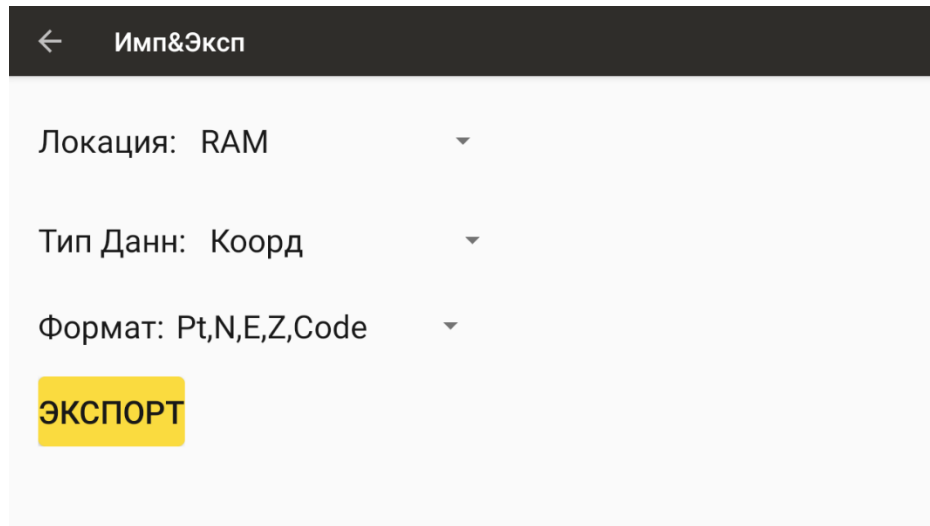 Имп&Эксп
Локация: RAM
Тип Данн: Коорд
Формат: Pt,N,E,Z,Code
ЭКСПОРТ